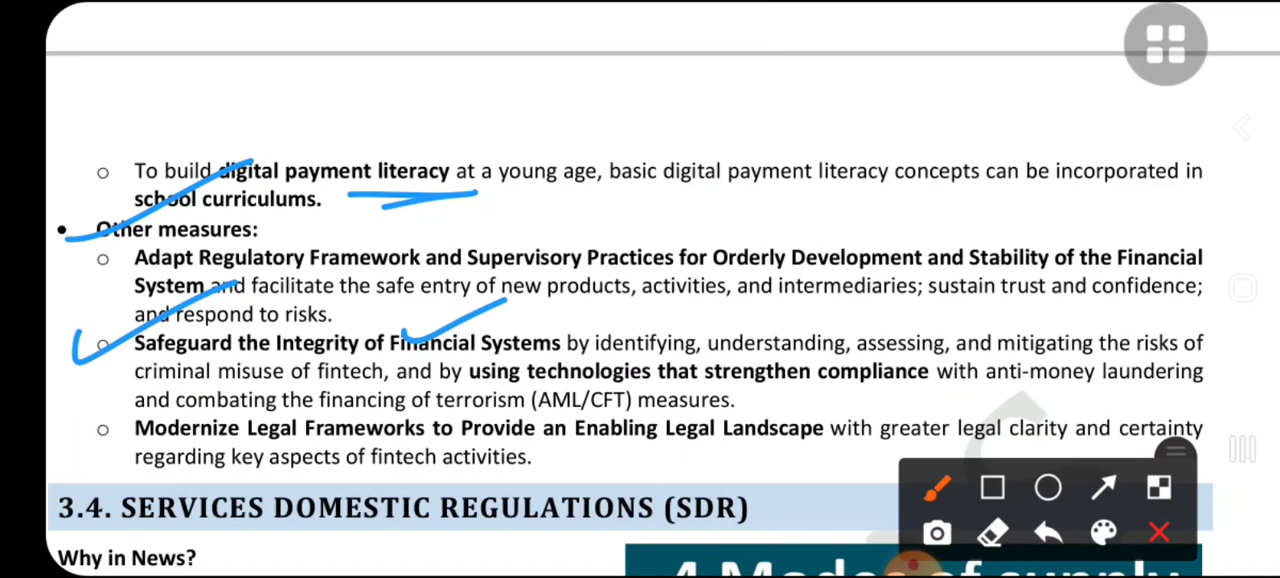 o To build digital payment literacy at a young age, basic digital payment literacy concepts can be incorporated in
school curriculums.
• Other measures:
o Adapt Regulatory Framework and Supervisory Practices for Orderly Development and Stability of the Financial
System and facilitate the safe entry of new products, activities, and intermediaries; sustain trust and confidence;
and respond to risks.
o Safeguard the Integrity of Financial Systems by identifying, understanding, assessing, and mitigating the risks of
criminal misuse of fintech, and by using technologies that strengthen compliance with anti-money laundering
and combating the financing of terrorism (AML/CFT) measures.
o Modernize Legal Frameworks to Provide an Enabling Legal Landscape with greater legal clarity and certainty
regarding key aspects of fintech activities.
3.4. SERVICES DOMESTIC REGULATIONS (SDR)
Why in News?
4 Modes of supply